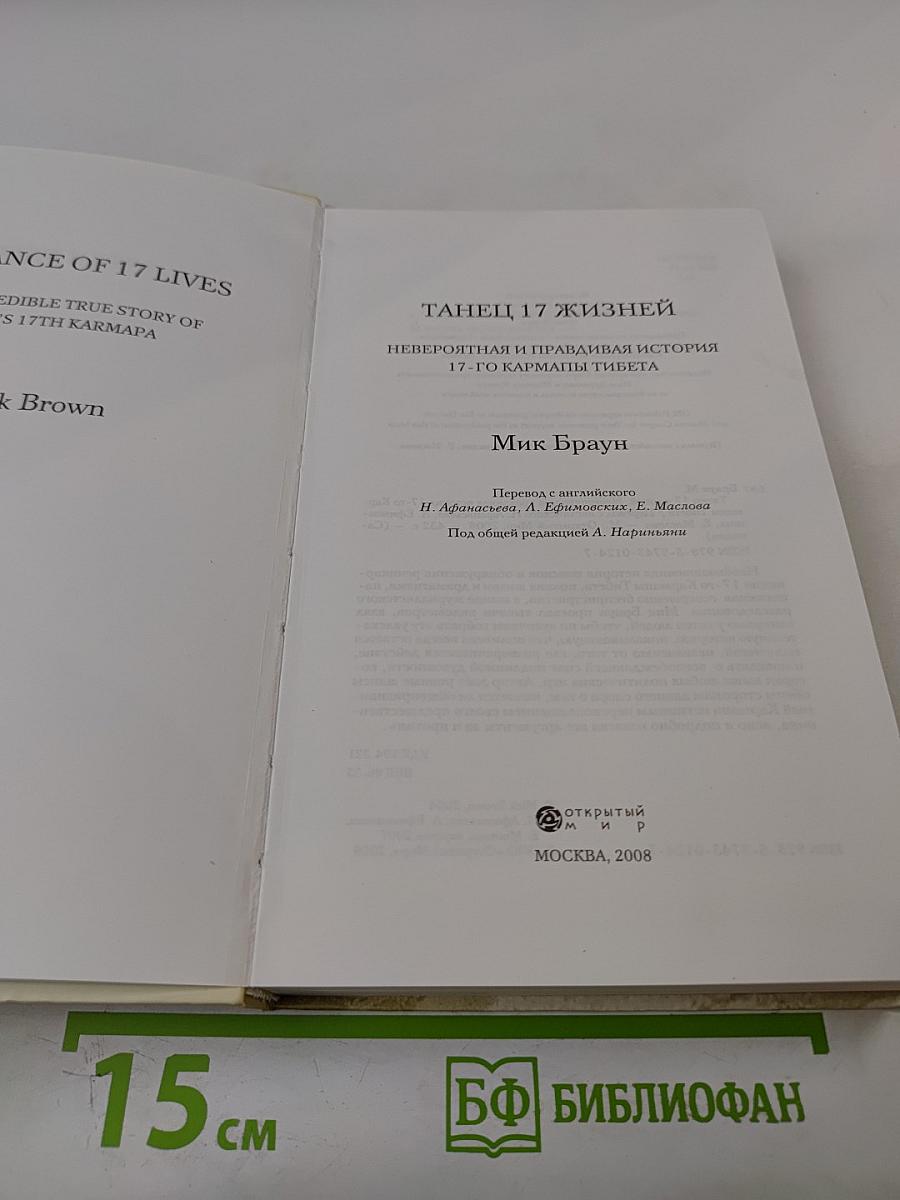 ANCE OF 17 LIVES
EDIBLE TRUE STORY OF
'S 17TH KARMAPA
k Brown
ТАНЕЦ 17 ЖИЗНЕЙ
НЕВЕРОЯТНАЯ И ПРАВДИВАЯ ИСТОРИЯ
17-ГО КАРМАПЫ ТИБЕТА
Мик Браун
Перевод с английского
Н. Афанасьева, Л. Ефимовских, Е. Маслова
Под общей редакцией А. Нариньяни
ОТКРЫТЫЙ
МИР
МОСКВА, 2008
15 см
БФ БИБЛИОФАН